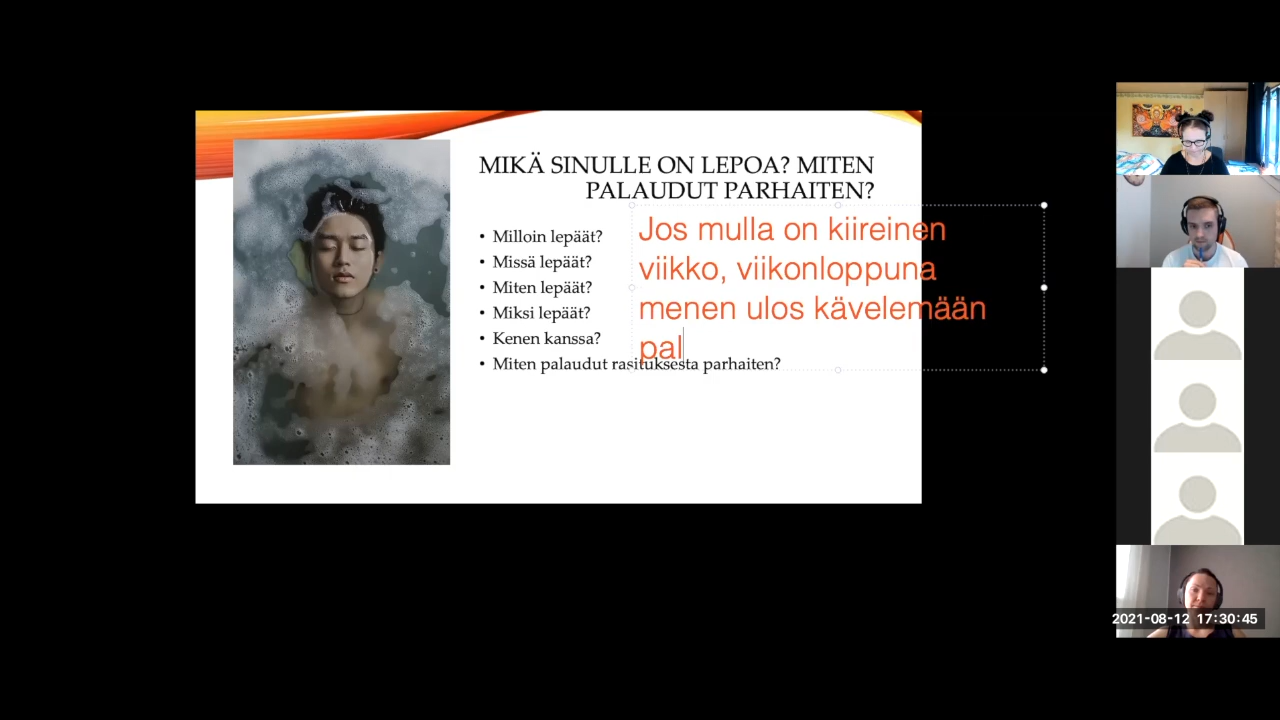 MIKÄ SINULLE ON LEPOA? MITEN
PALAUDUT PARHAITEN?
• Milloin lepäät?
• Missä lepäät?
• Miten lepäät?
• Miksi lepäät?
• Kenen kanssa?
• Miten palaudut rasituksesta parhaiten?
Jos mulla on kiireinen
viikko, viikonloppuna
menen ulos kävelemään
pal
2021-08-12 17:30:45